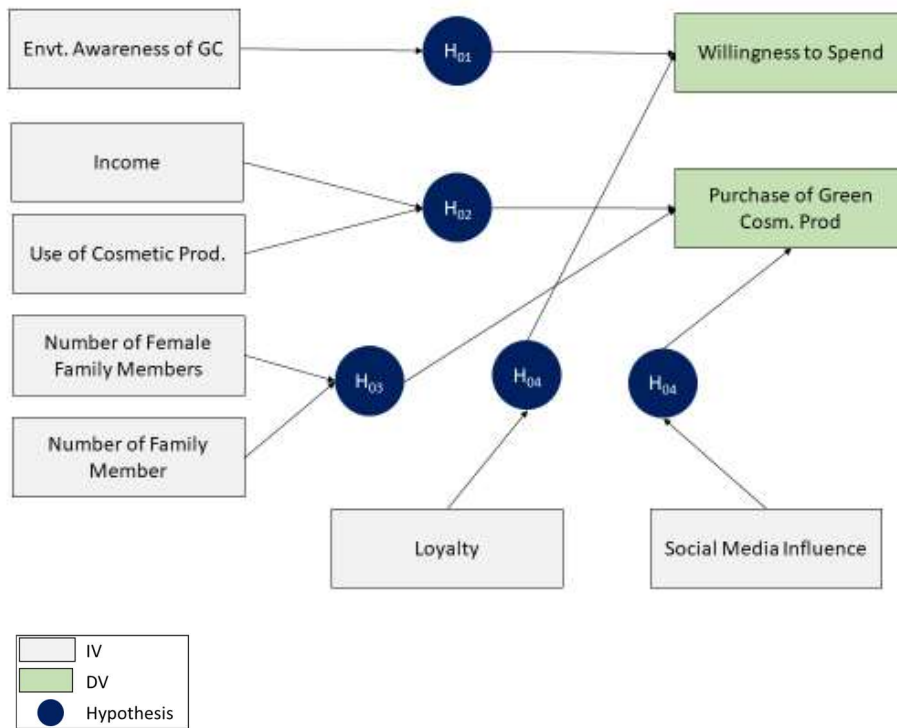 Envt. Awareness of GC
H01
Willingness to Spend
Income
Use of Cosmetic Prod.
H02
Purchase of Green
Cosm. Prod
Number of Female
Family Members
Number of Family
Member
H03
H04
H04
Loyalty
Social Media Influence
IV
DV
Hypothesis